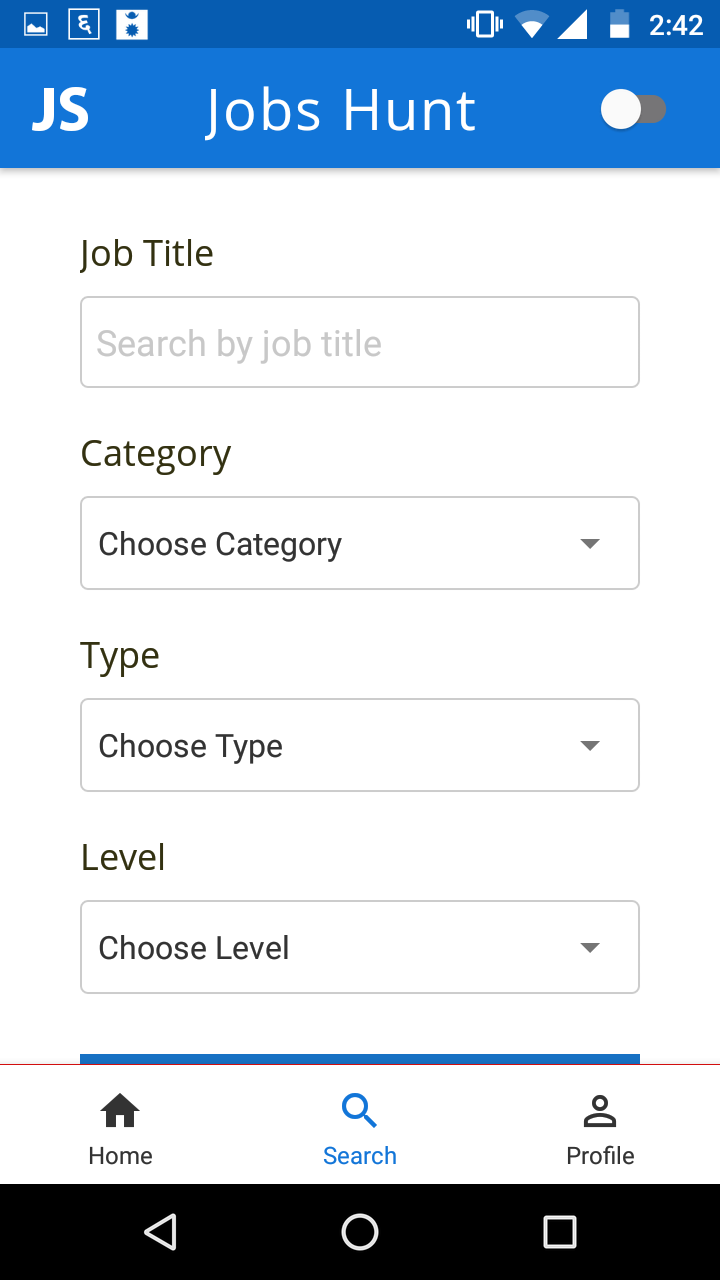 ६
2:42
JS
Jobs Hunt
Job Title
Search by job title
Category
Choose Category
Type
Choose Type
Level
Choose Level
Home
Search
Profile